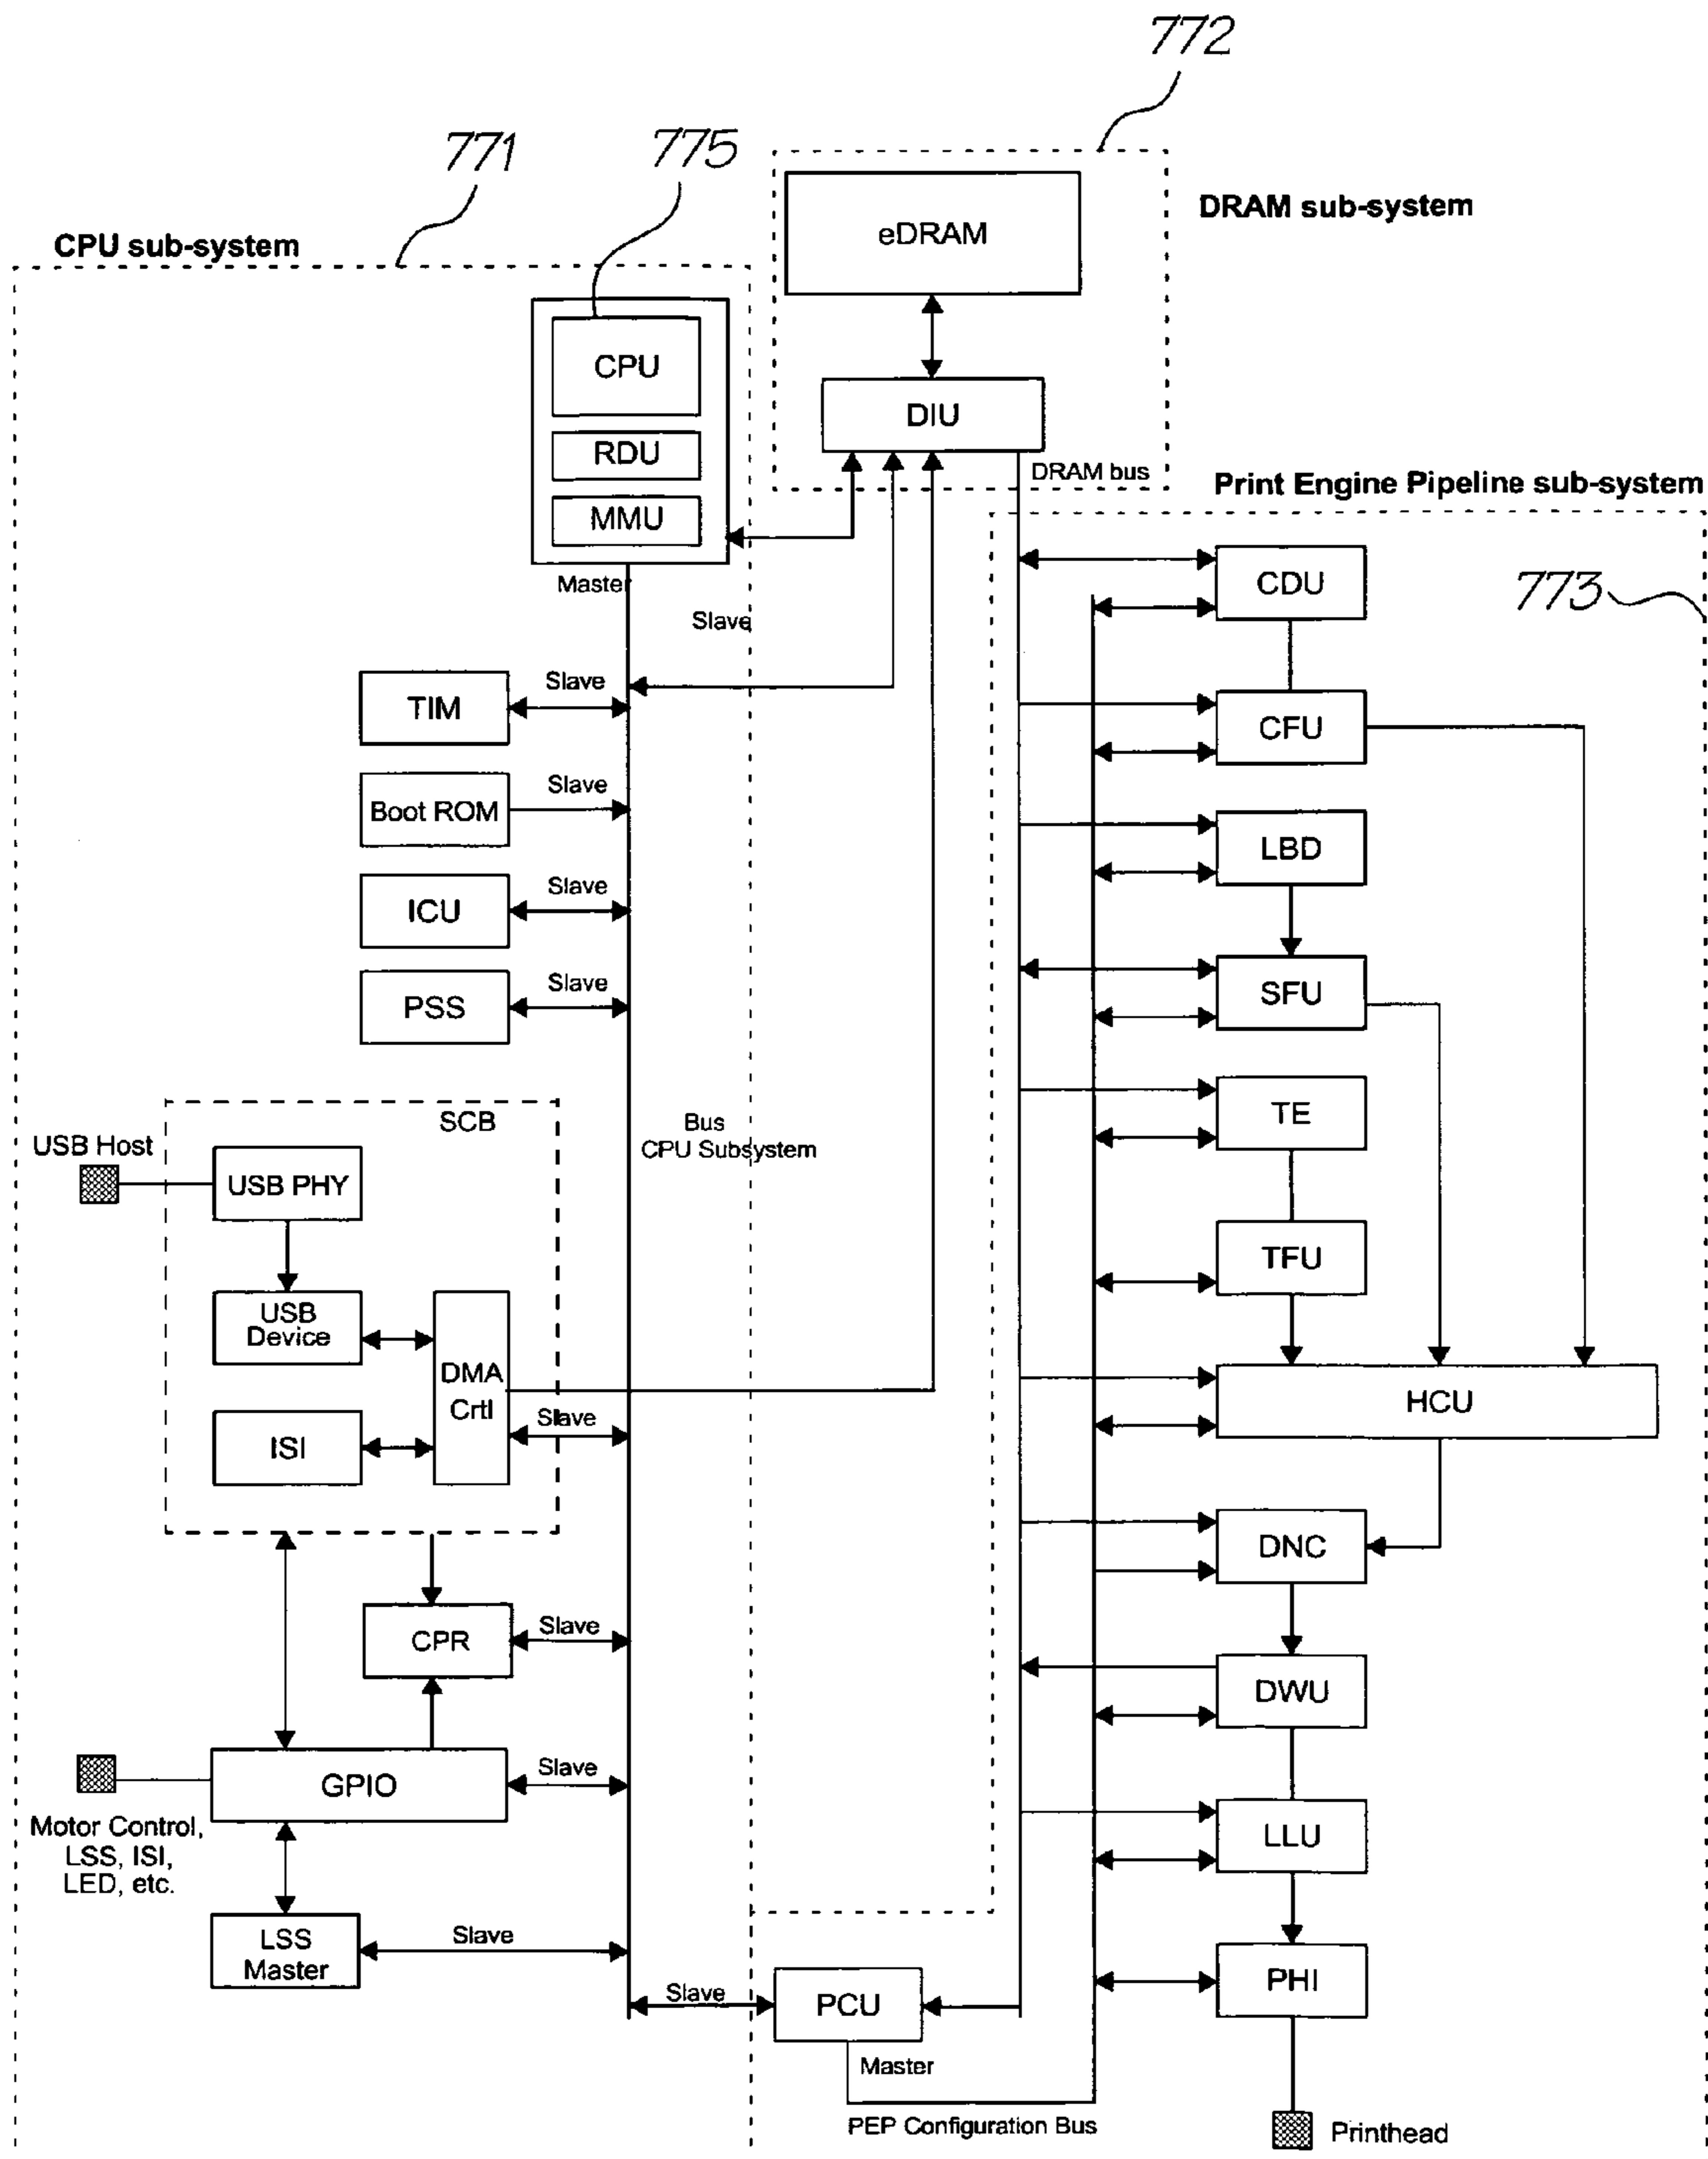 772
771
775
DRAM sub-system
CPU sub-system
eDRAM
CPU
DIU
RDU
DRAM bus
MMU
Print Engine Pipeline sub-system
Master
Slave
CDU
773
TIM
Slave
CFU
Boot ROM
Slave
LBD
ICU
Slave
PSS
Slave
SFU
SCB
TE
USB Host
Bus
CPU Subsystem
USB PHY
TFU
USB
Device
DMA
Crtl
HCU
Slave
ISI
DNC
CPR
Slave
DWU
GPIO
Slave
Motor Control,
LSS, ISI,
LED, etc.
LLU
LSS
Master
Slave
PHI
Slave
PCU
Master
PEP Configuration Bus
Printhead